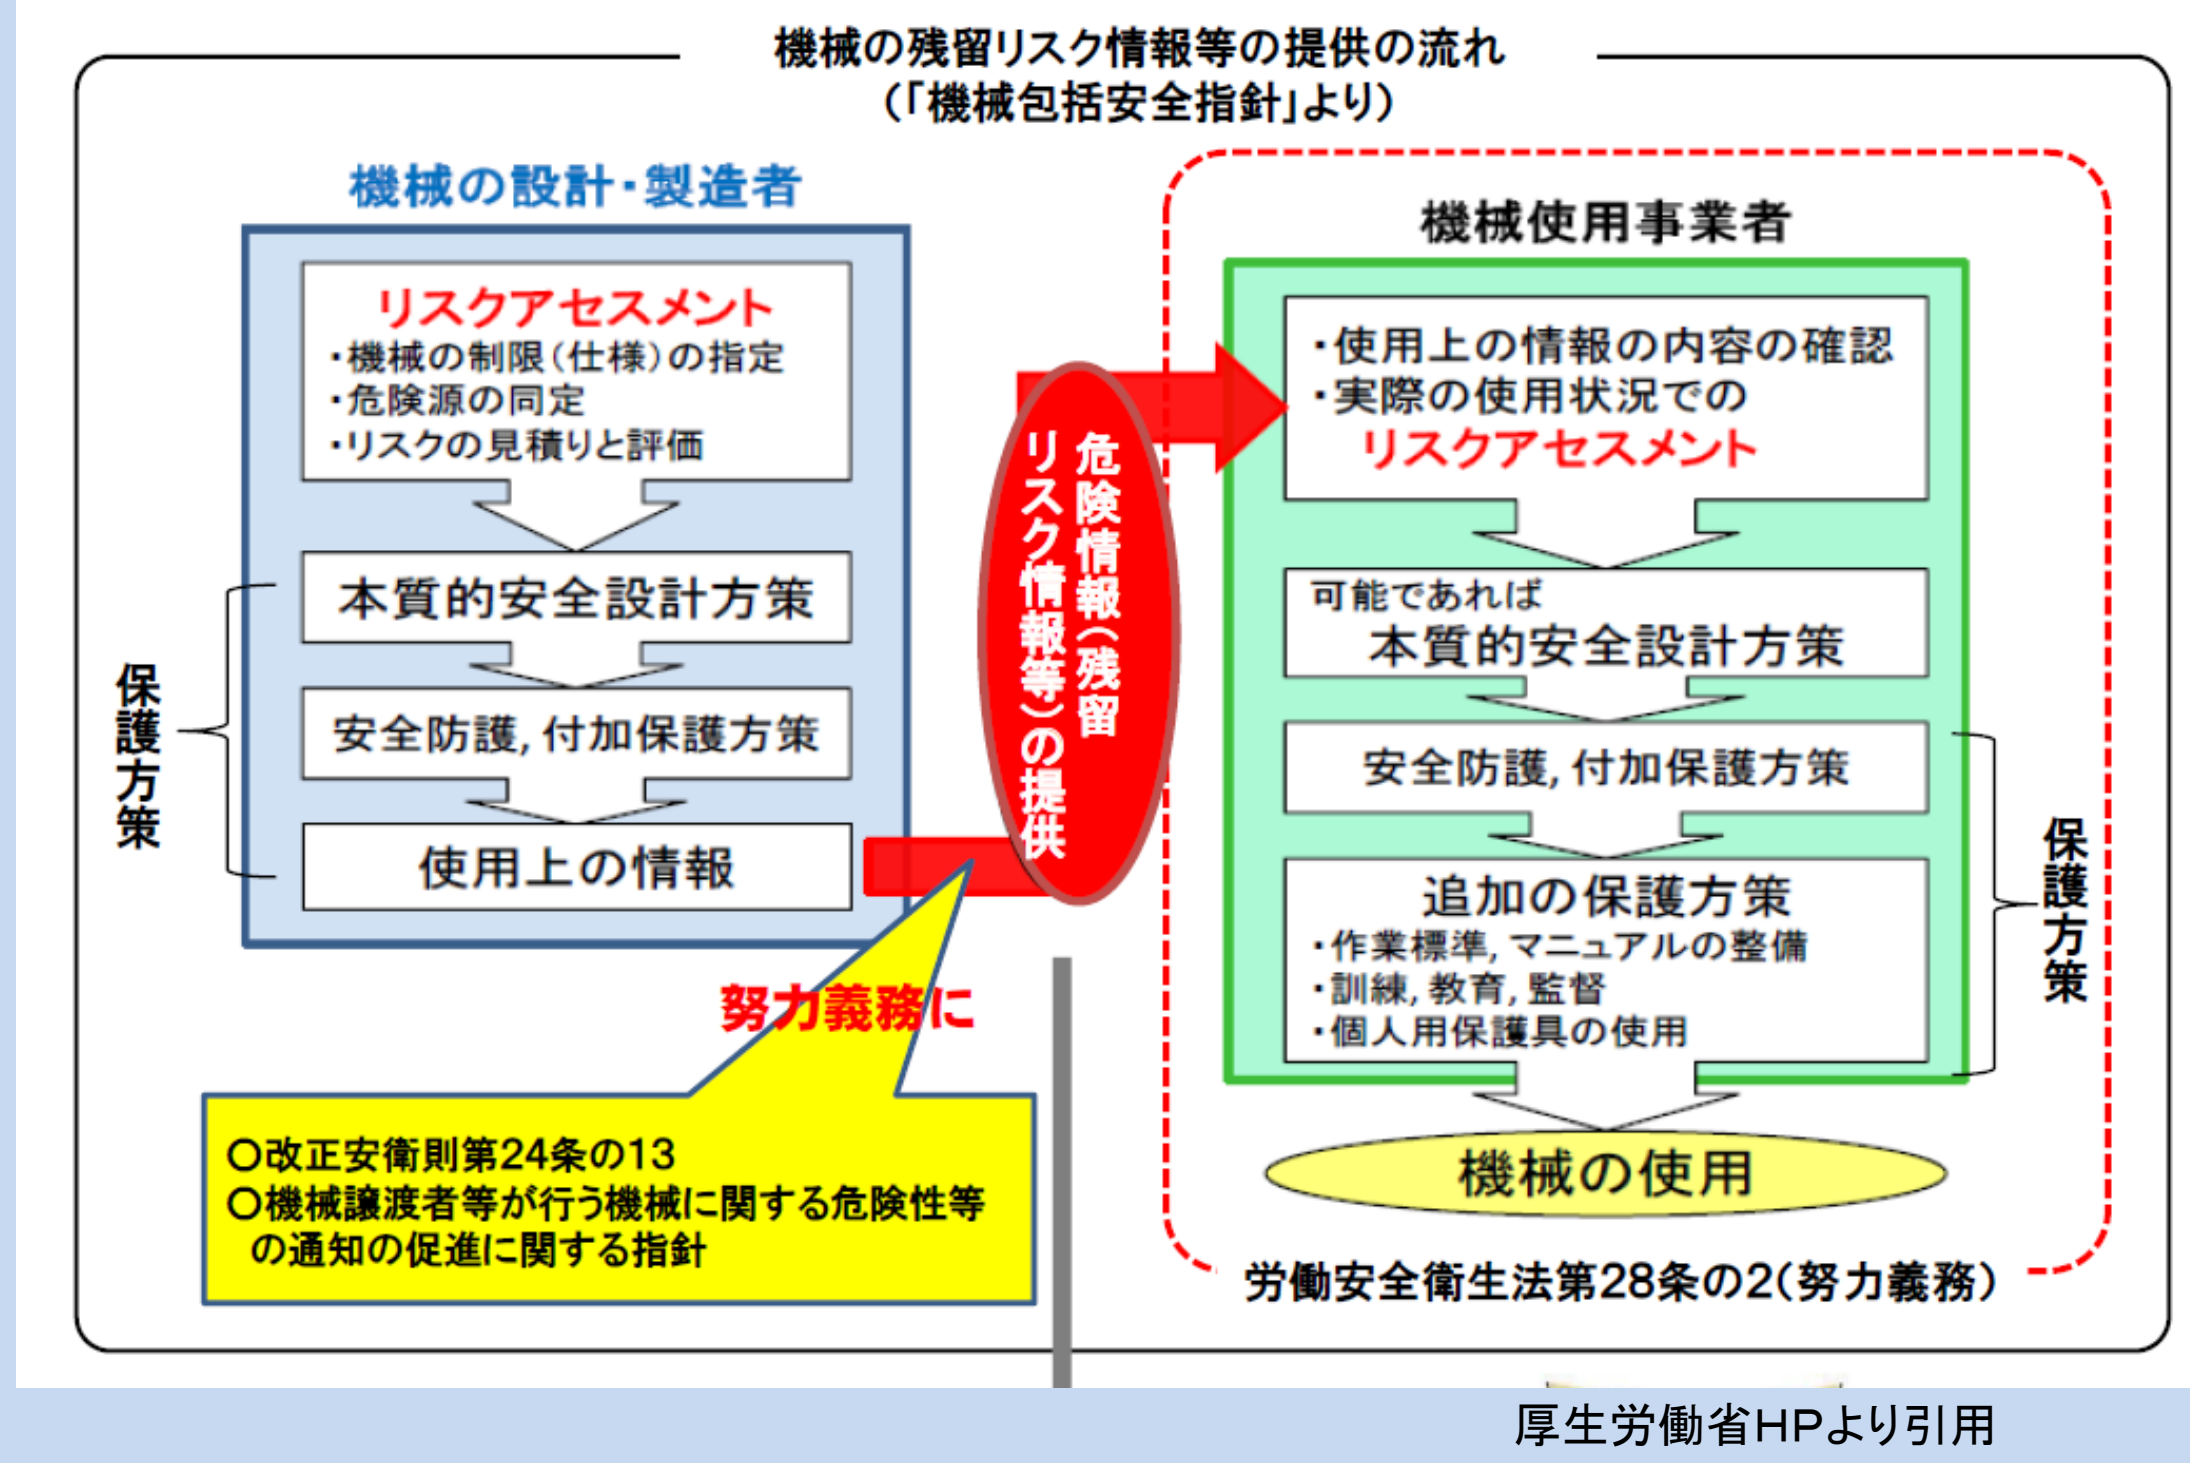 機械の残留リスク情報等の提供の流れ
(「機械包括安全指針」より)
機械の設計・製造者
リスクアセスメント
・機械の制限(仕様)の指定
・危険源の同定
・リスクの見積りと評価
本質的安全設計方策
安全防護, 付加保護方策
使用上の情報
保護方策
危険情報(残留
リスク情報等)の提供
努力義務に
○改正安衛則第24条の13
○機械譲渡者等が行う機械に関する危険性等
の通知の促進に関する指針
機械使用事業者
・使用上の情報の内容の確認
・実際の使用状況での
リスクアセスメント
可能であれば
本質的安全設計方策
安全防護, 付加保護方策
追加の保護方策
・作業標準, マニュアルの整備
・訓練, 教育, 監督
・個人用保護具の使用
保護方策
機械の使用
労働安全衛生法第28条の2(努力義務)
厚生労働省HPより引用